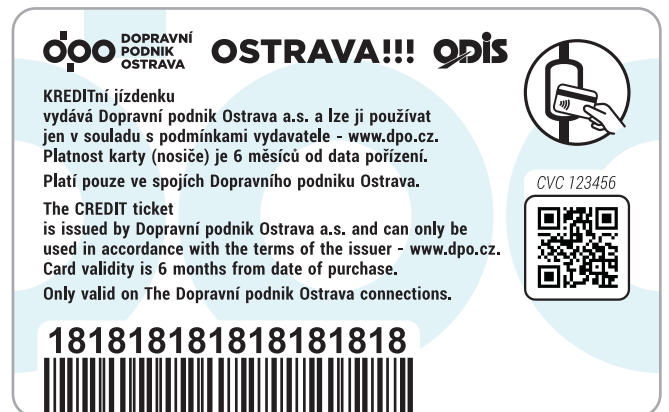 dpo DOPRAVNÍ PODNIK OSTRAVA OSTRAVA!!! ODIS
KREDITní jízdenku
vydává Dopravní podnik Ostrava a.s. a lze ji používat
jen v souladu s podmínkami vydavatele - www.dpo.cz.
Platnost karty (nosiče) je 6 měsíců od data pořízení.
Platí pouze ve spojích Dopravního podniku Ostrava.
The CREDIT ticket
is issued by Dopravní podnik Ostrava a.s. and can only be
used in accordance with the terms of the issuer - www.dpo.cz.
Card validity is 6 months from date of purchase.
Only valid on The Dopravní podnik Ostrava connections.
CVC 123456
181818181818181818